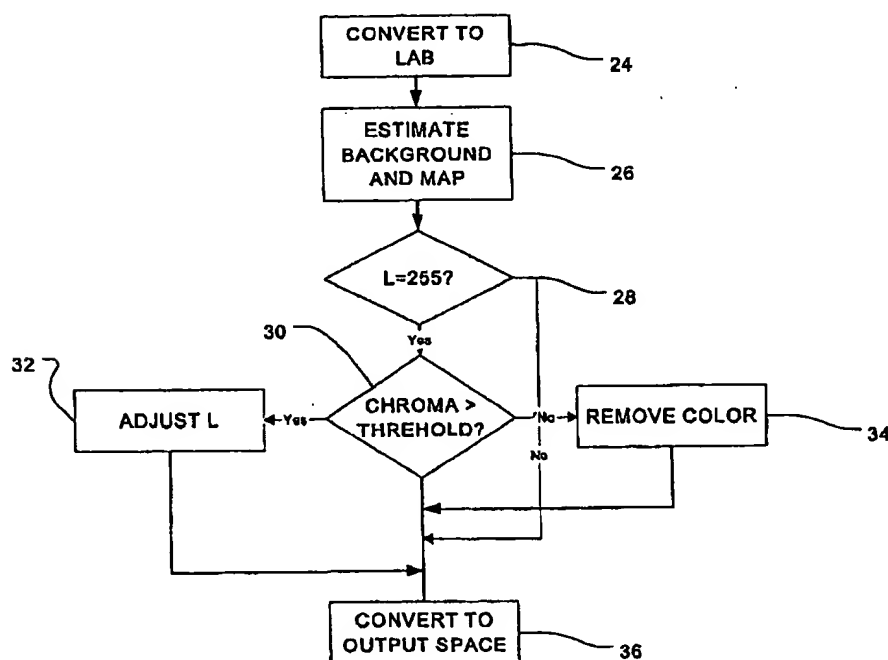 CONVERT TO
LAB
24
ESTIMATE
BACKGROUND
AND MAP
26
L=255?
28
Yes
30
32
ADJUST L
Yes
CHROMA >
THREHOLD?
No
REMOVE COLOR
34
No
CONVERT TO
OUTPUT SPACE
36